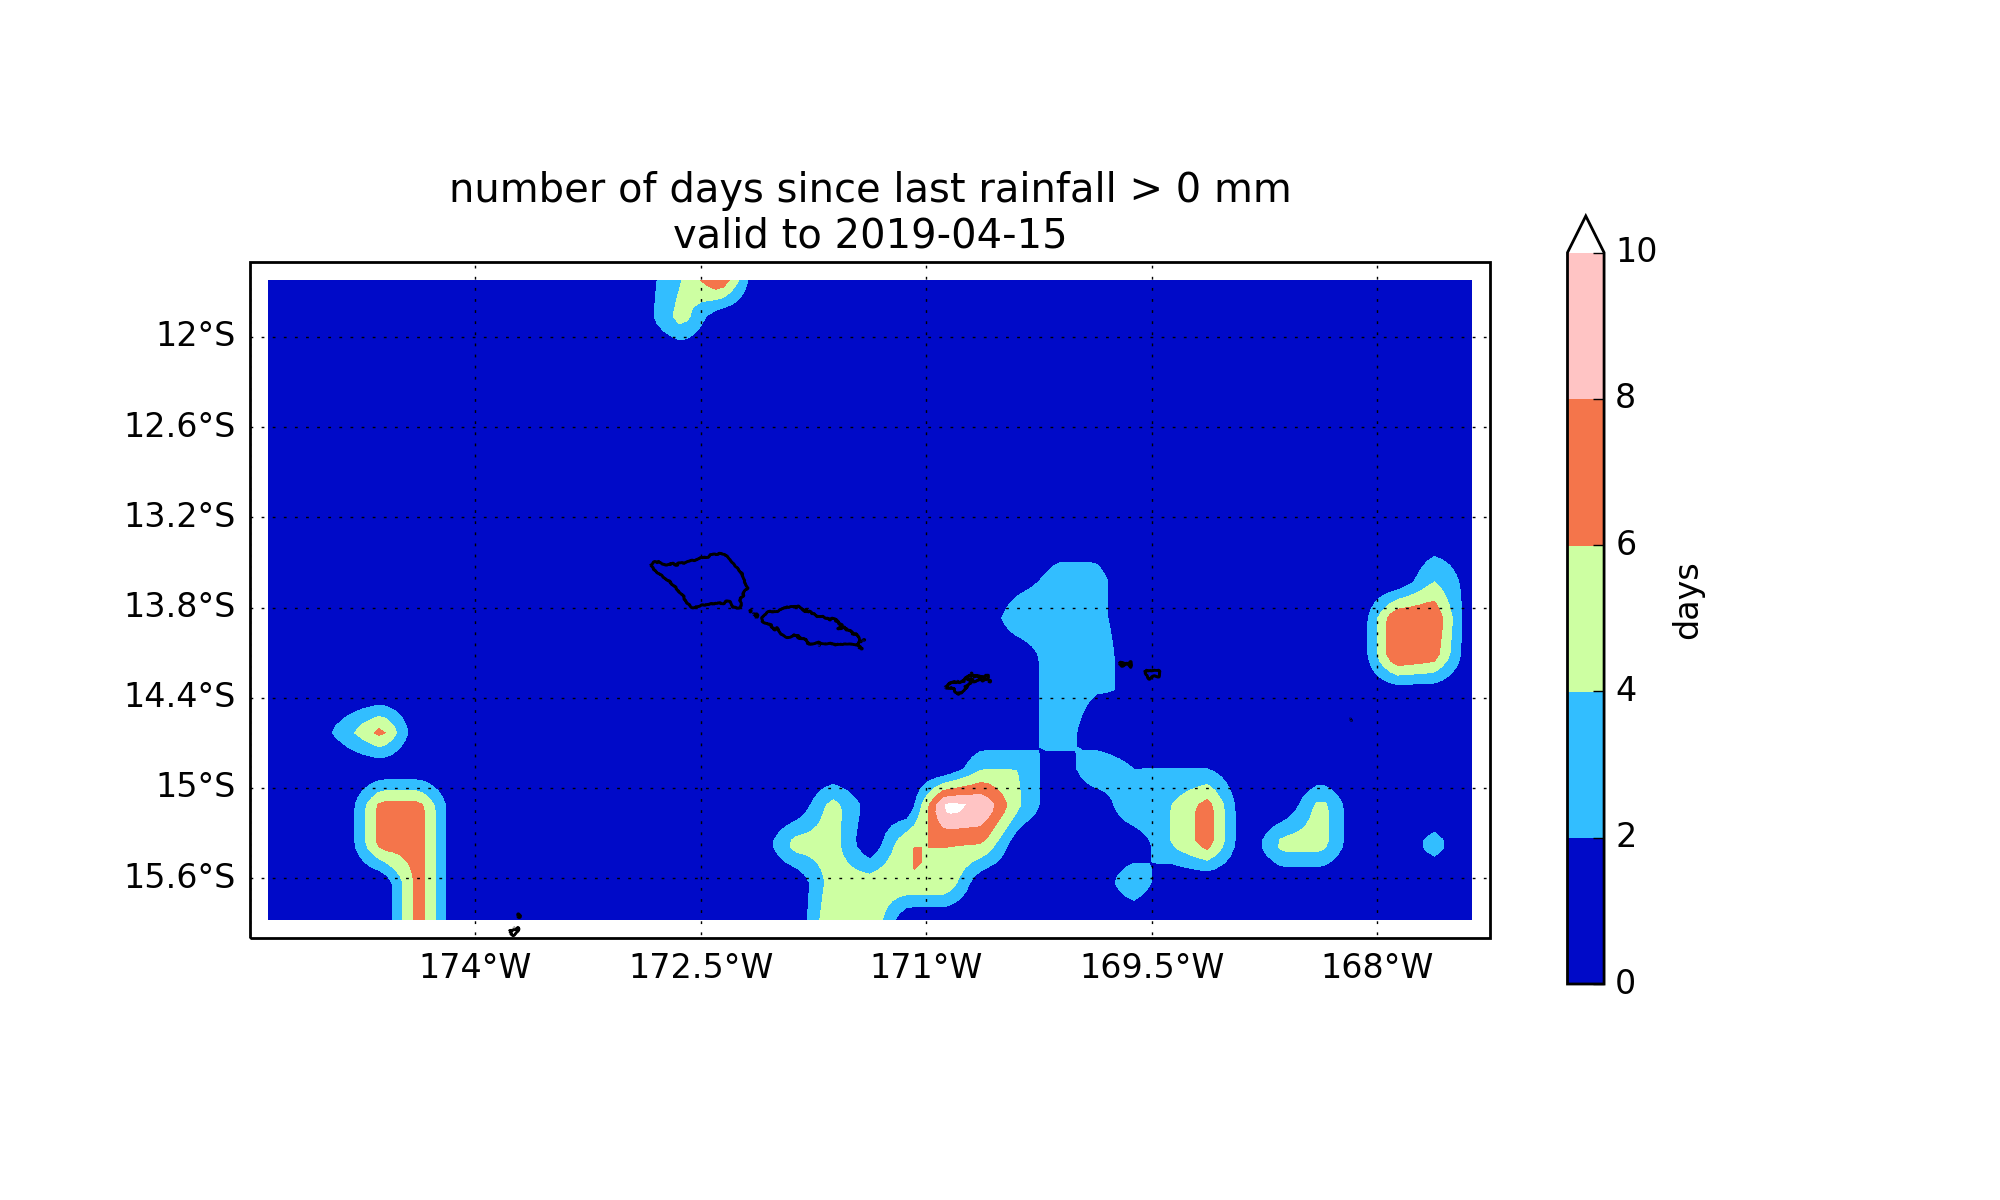 number of days since last rainfall > 0 mm
valid to 2019-04-15
12°S
12.6°S
13.2°S
13.8°S
14.4°S
15°S
15.6°S
174°W
172.5°W
171°W
169.5°W
168°W
10
8
6
4
2
0
days